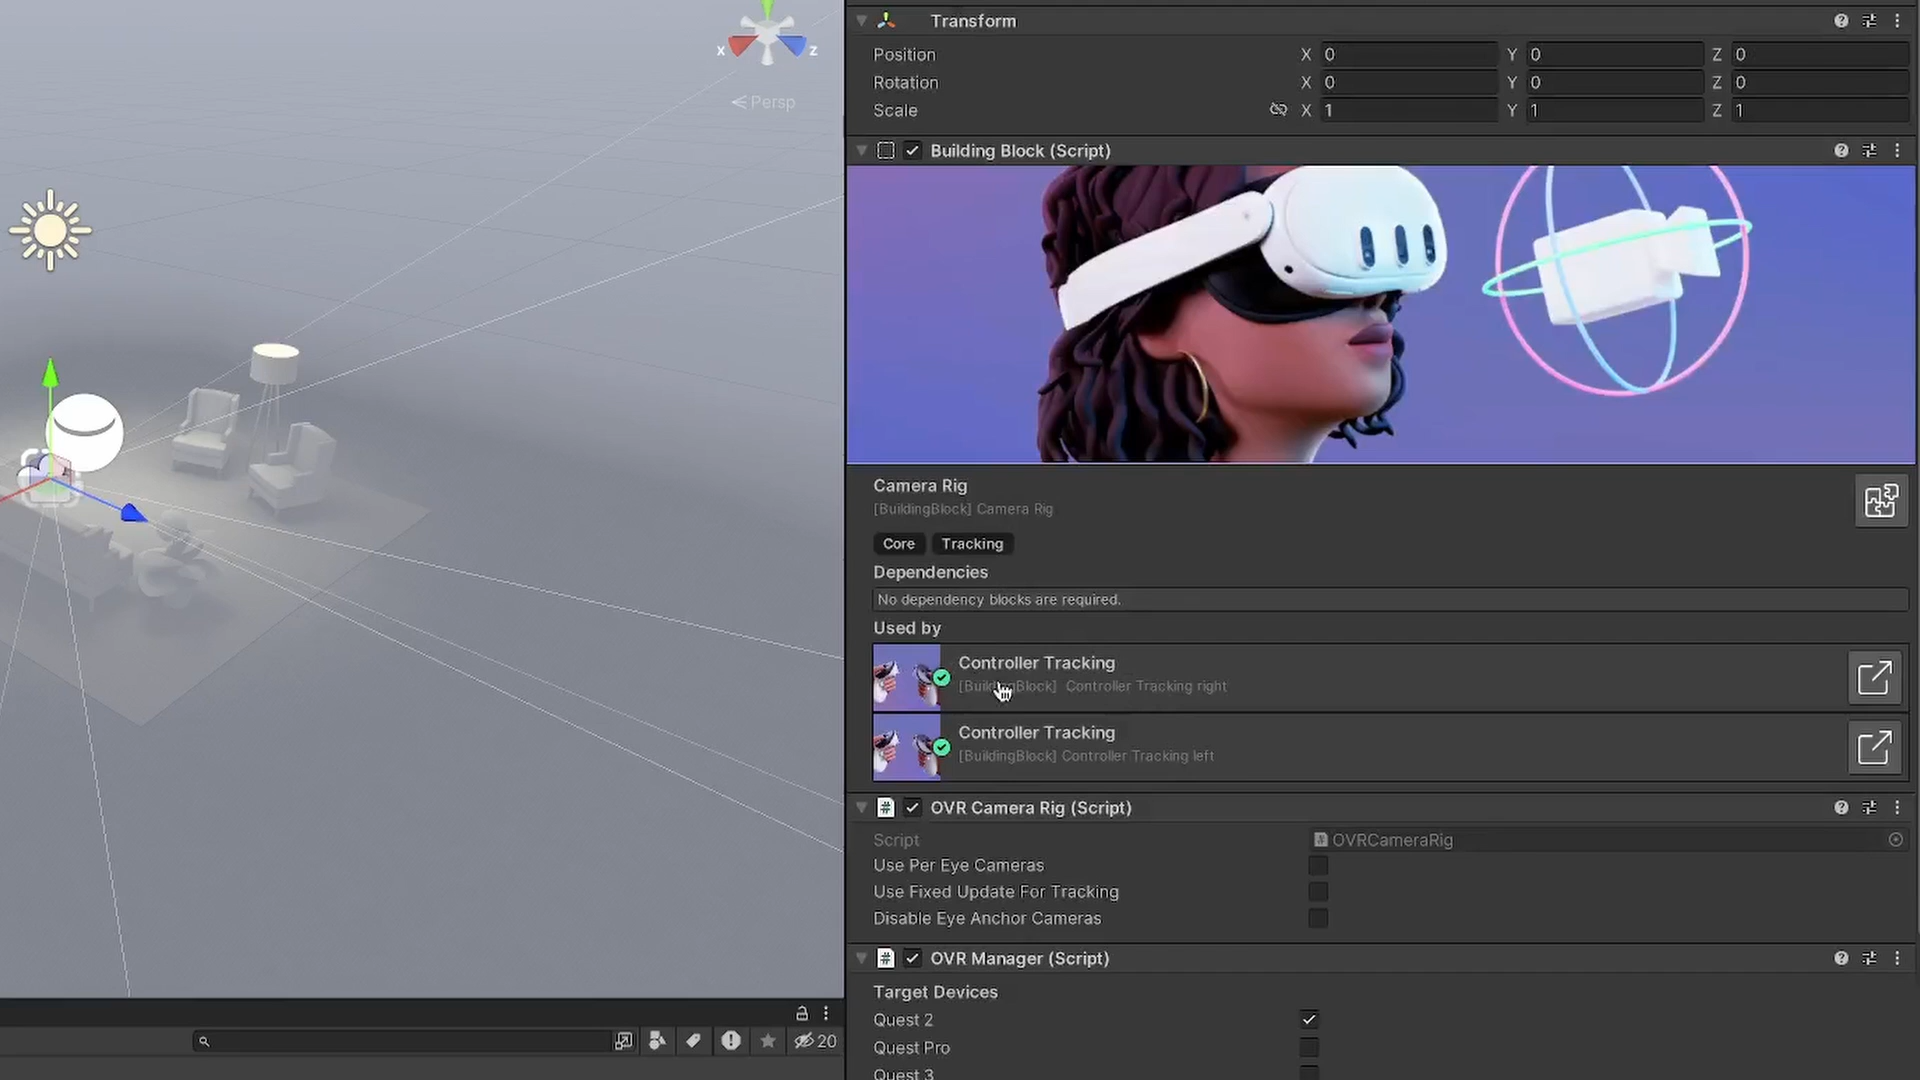 Transform
Position X 0 Y 0 Z 0
Rotation X 0 Y 0 Z 0
Scale X 1 Y 1 Z 1
x z
Persp
Building Block (Script)
Camera Rig
[BuildingBlock] Camera Rig
Core Tracking
Dependencies
No dependency blocks are required.
Used by
Controller Tracking
[BuildingBlock] Controller Tracking right
Controller Tracking
[BuildingBlock] Controller Tracking left
OVR Camera Rig (Script)
Script OVRCameraRig
Use Per Eye Cameras
Use Fixed Update For Tracking
Disable Eye Anchor Cameras
OVR Manager (Script)
Target Devices
Quest 2
Quest Pro
Quest 3
20